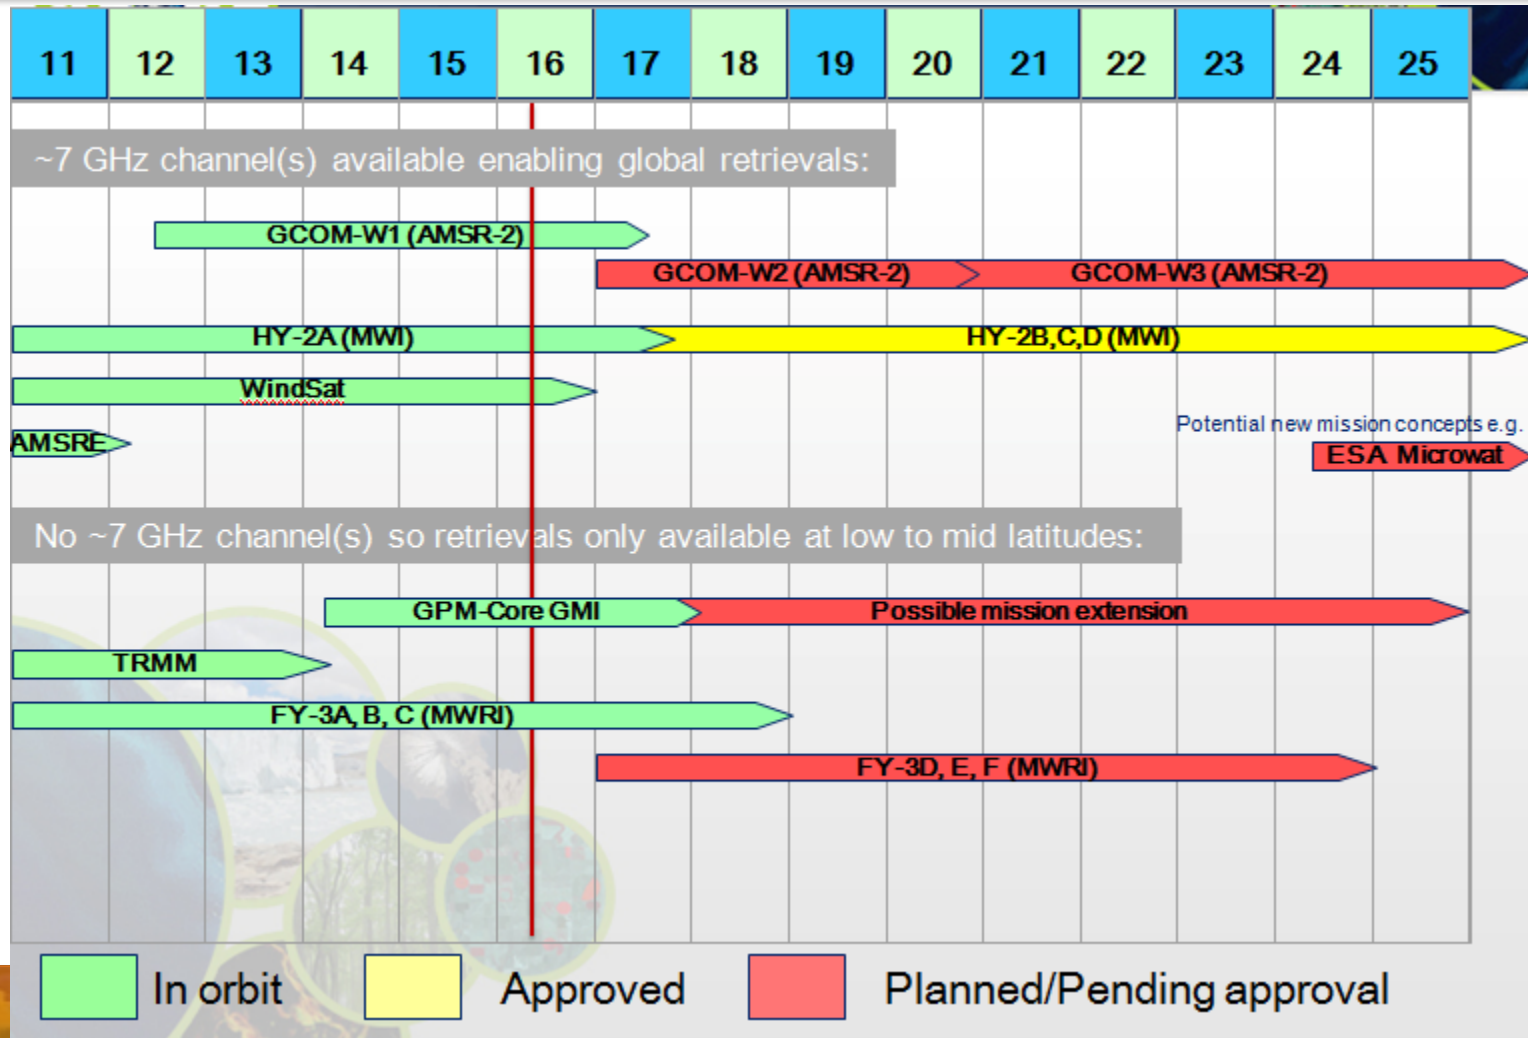 11 12 13 14 15 16 17 18 19 20 21 22 23 24 25
~7 GHz channel(s) available enabling global retrievals:
GCOM-W1 (AMSR-2)
GCOM-W2 (AMSR-2) GCOM-W3 (AMSR-2)
HY-2A (MWI) HY-2B,C,D (MWI)
WindSat
Potential new mission concepts e.g.
AMSRE
ESA Microwat
No ~7 GHz channel(s) so retrievals only available at low to mid latitudes:
GPM-Core GMI Possible mission extension
TRMM
FY-3A, B, C (MWRI)
FY-3D, E, F (MWRI)
In orbit Approved Planned/Pending approval